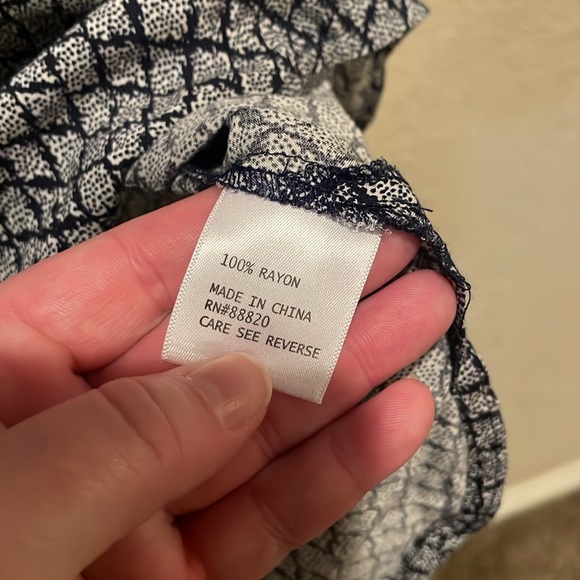 100% RAYON
MADE IN CHINA
RN#88820
CARE SEE REVERSE